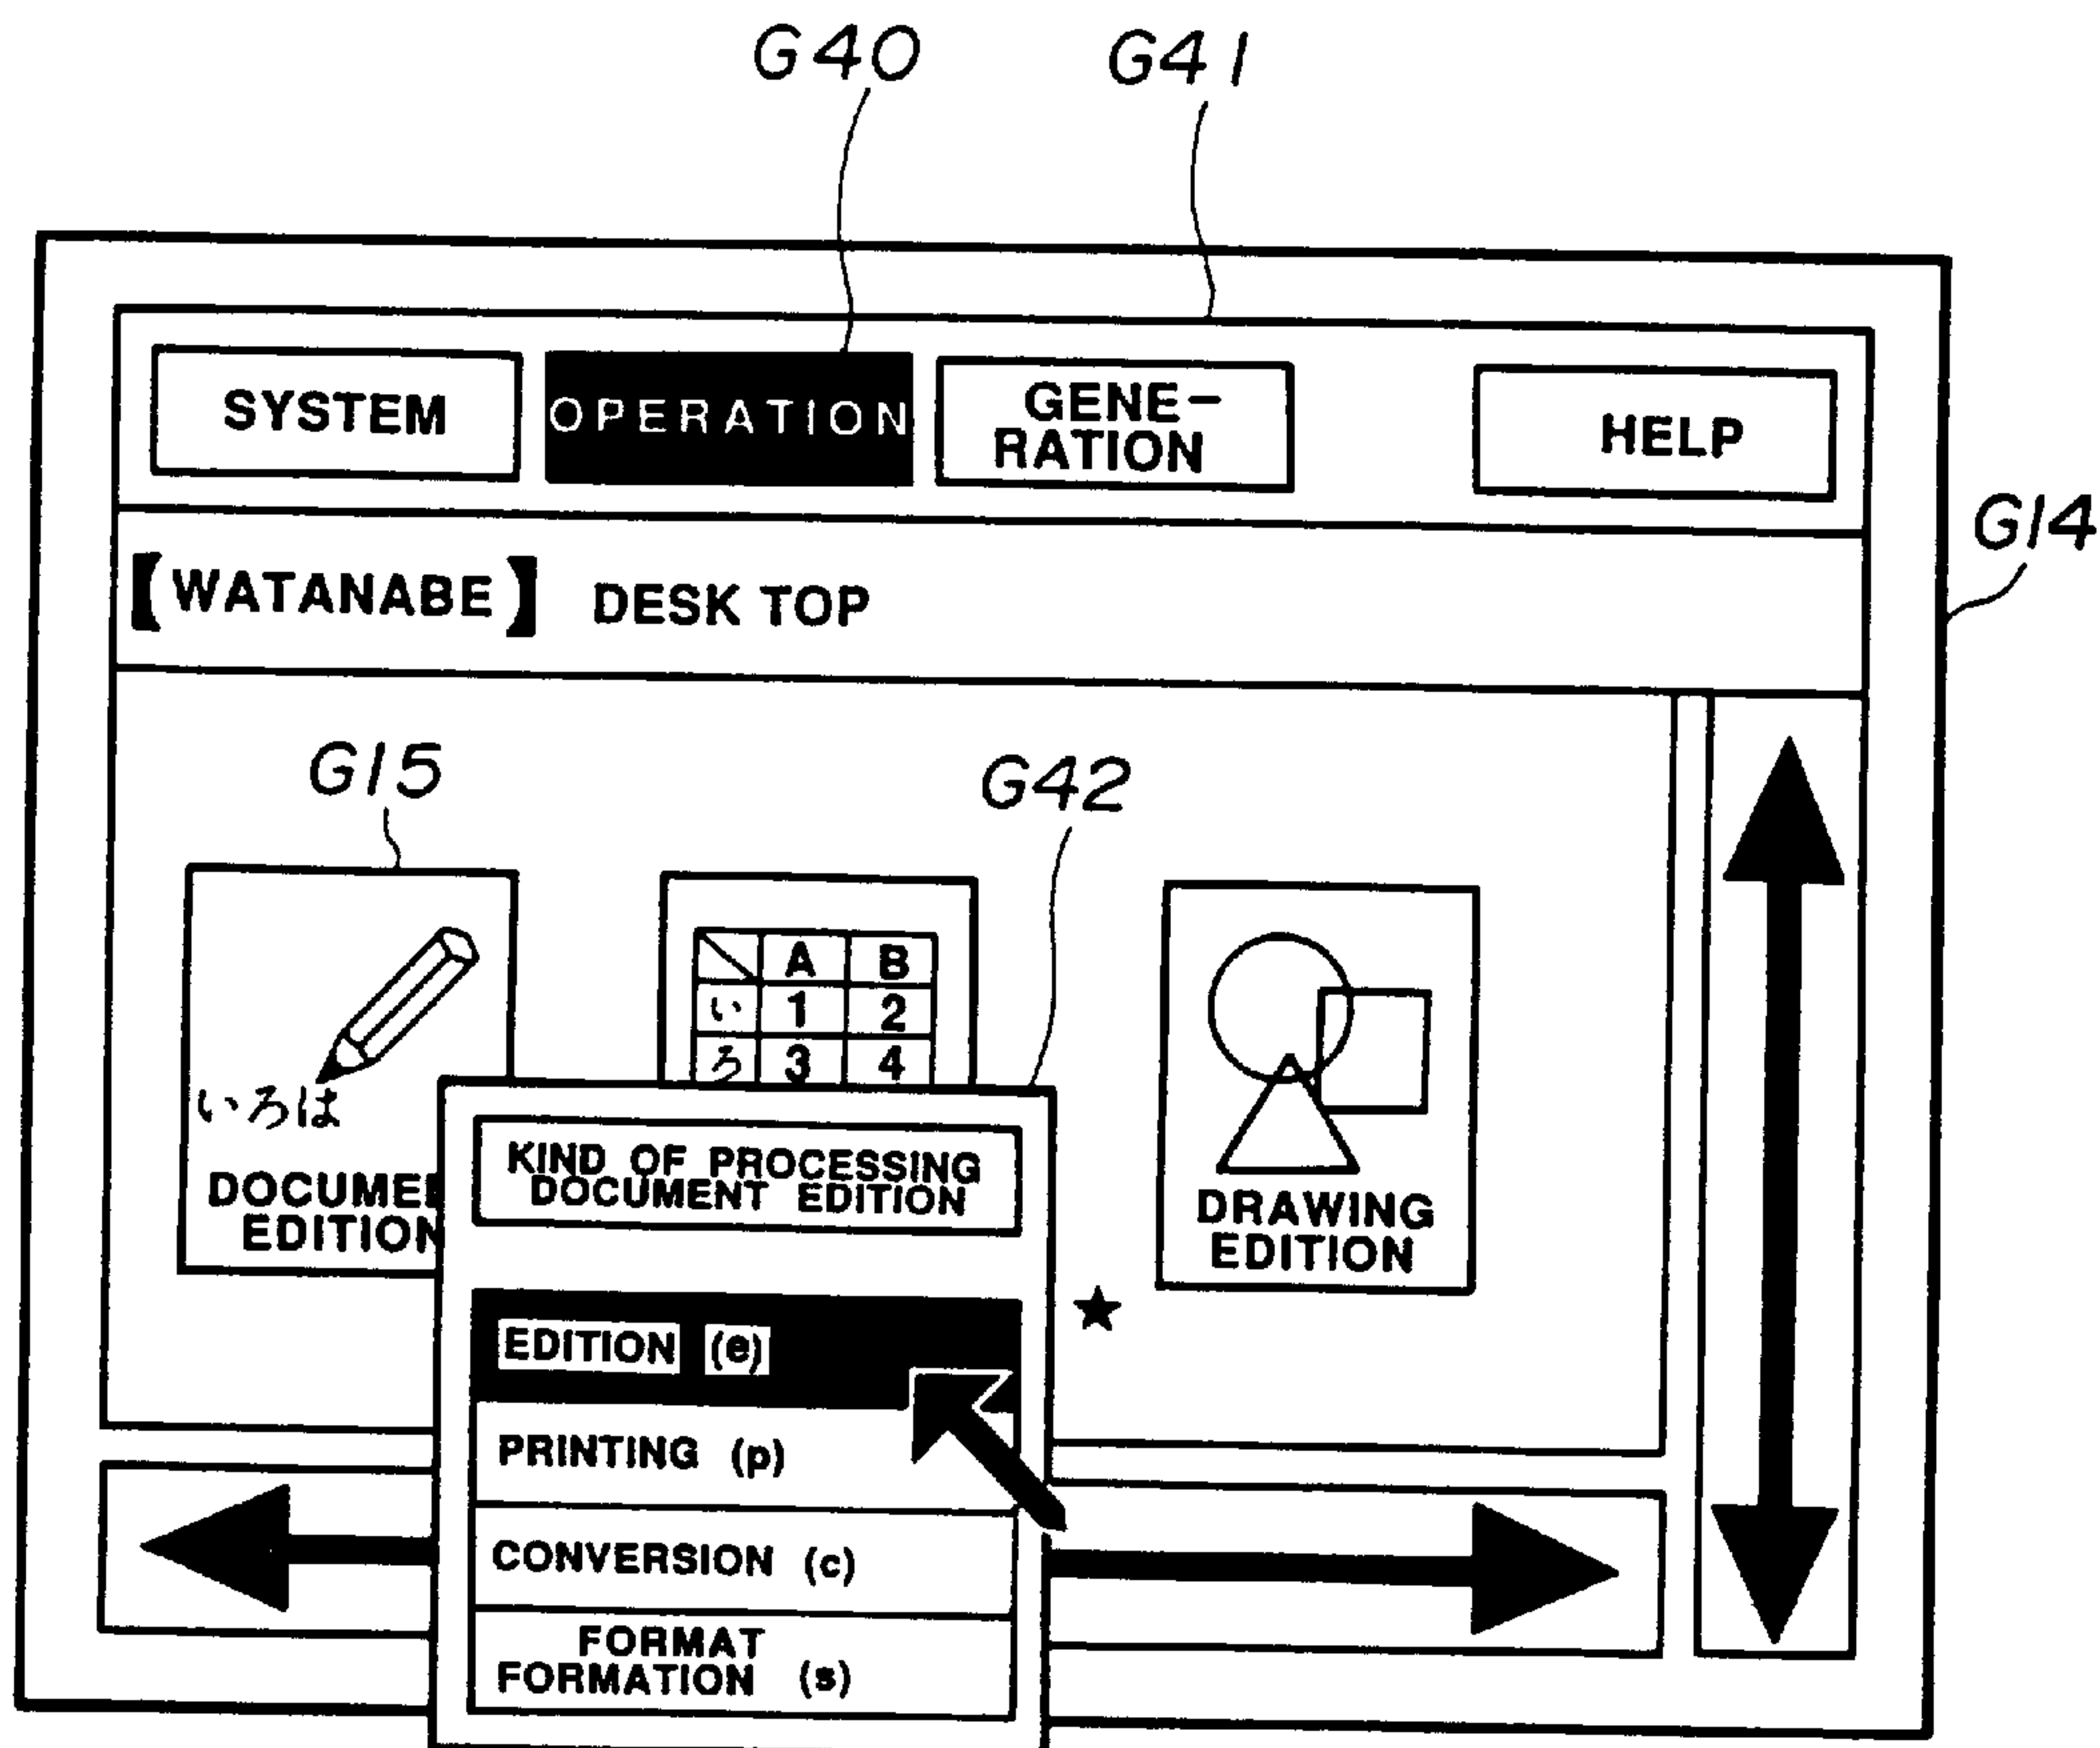 G40 G41
SYSTEM OPERATION GENE-
RATION HELP
G14
【WATANABE】 DESK TOP
G15 G42
A B
い 1 2
ろ 3 4
いろは
DOCUME
EDITION
KIND OF PROCESSING
DOCUMENT EDITION
DRAWING
EDITION
EDITION (e)
PRINTING (p)
CONVERSION (c)
FORMAT
FORMATION (s)